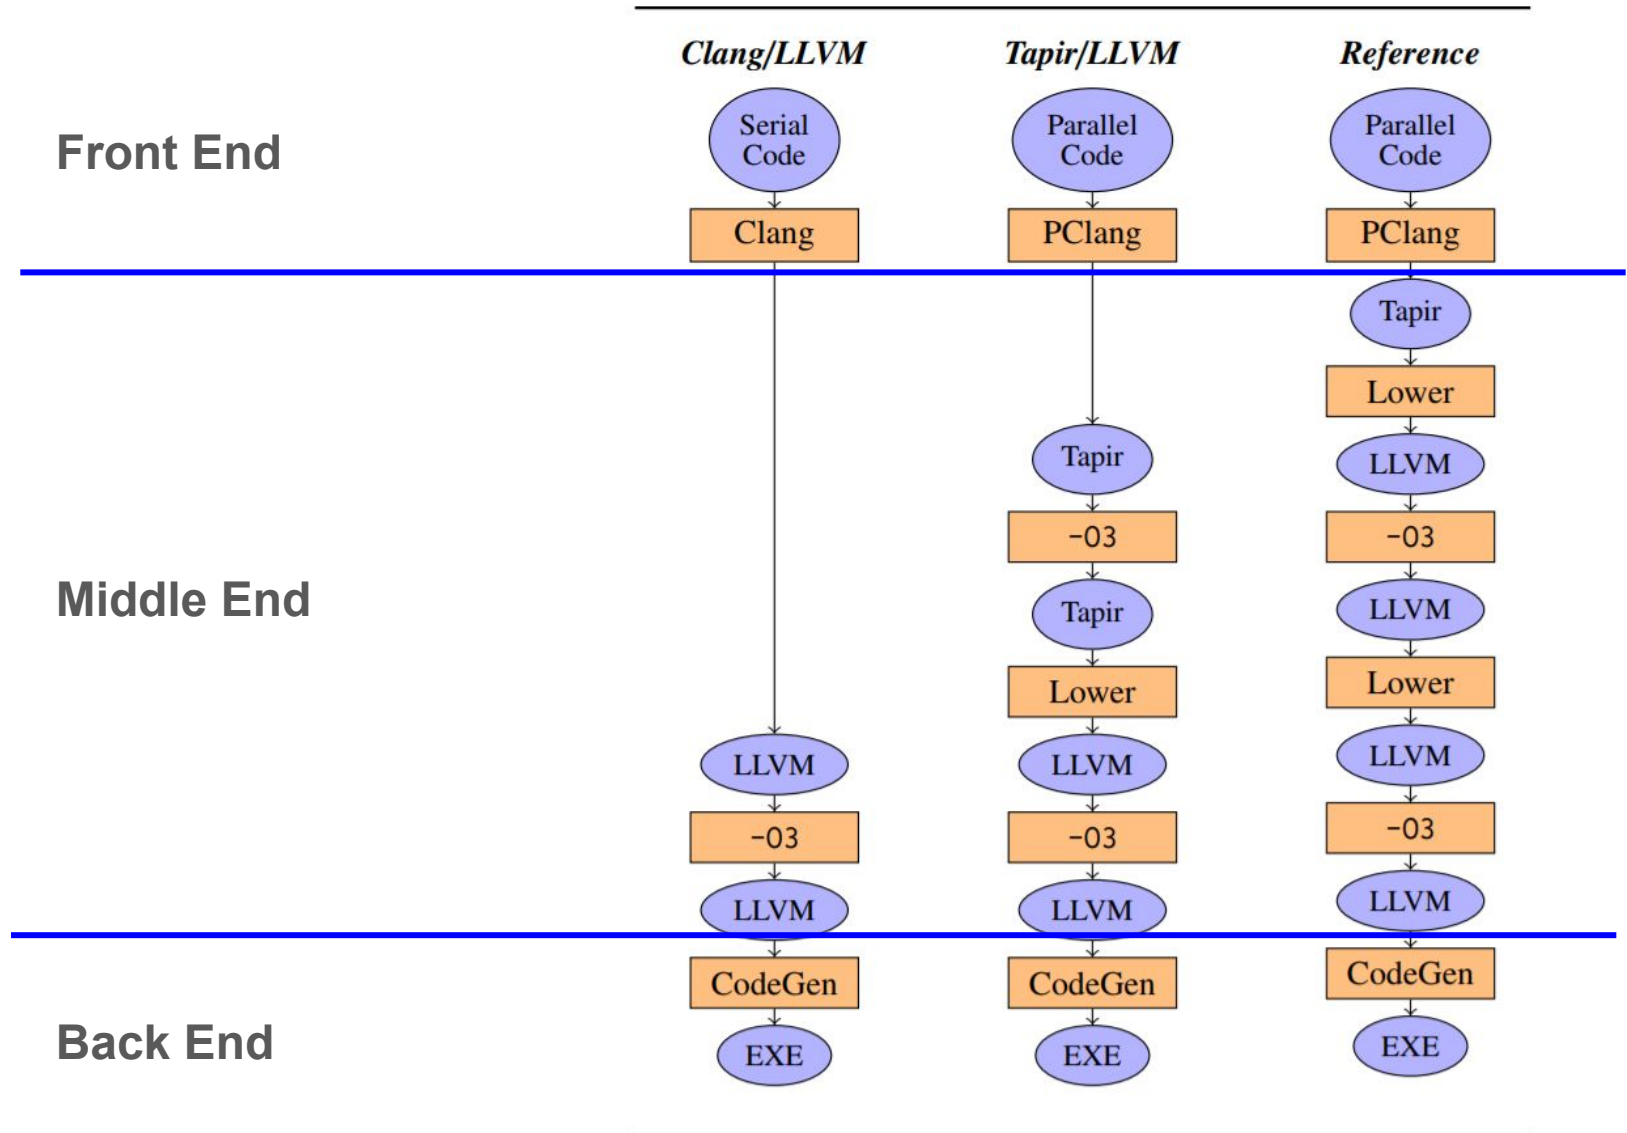 Clang/LLVM
Tapir/LLVM
Reference
Front End
Serial
Code
Parallel
Code
Parallel
Code
Clang
PClang
PClang
Middle End
Tapir
Lower
Tapir
LLVM
-O3
-O3
Tapir
LLVM
Lower
Lower
LLVM
LLVM
LLVM
-O3
-O3
-O3
LLVM
LLVM
LLVM
Back End
CodeGen
CodeGen
CodeGen
EXE
EXE
EXE